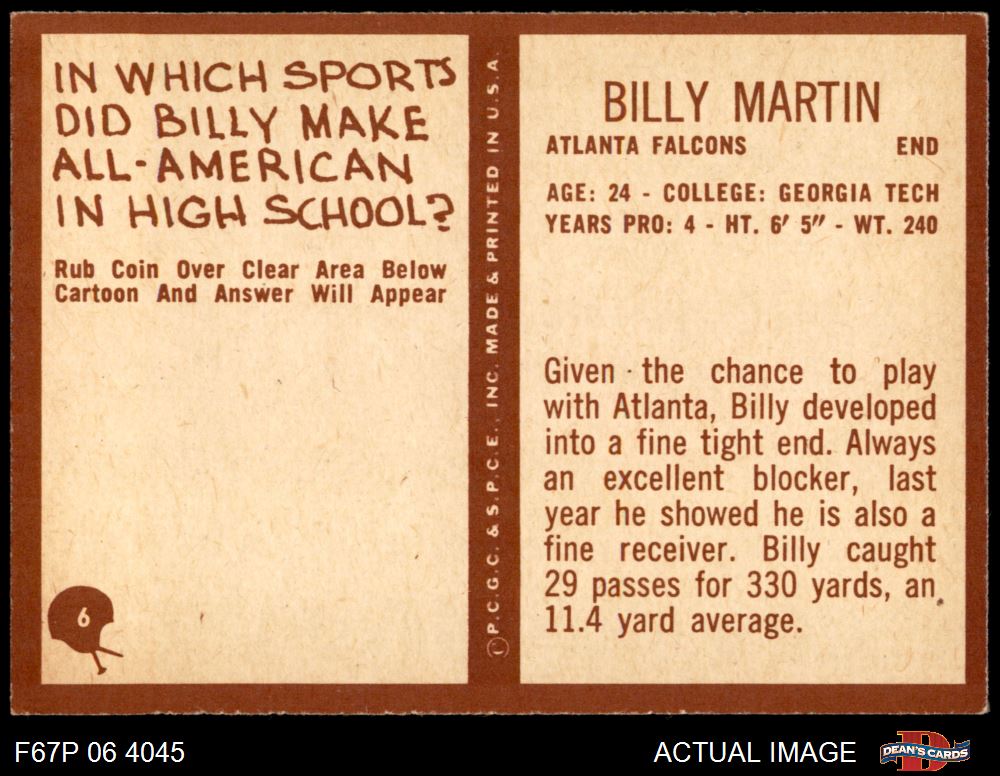 IN WHICH SPORTS
DID BILLY MAKE
ALL-AMERICAN
IN HIGH SCHOOL?
Rub Coin Over Clear Area Below
Cartoon And Answer Will Appear
6
© P.C.G.C. & S.P.C.E., INC. MADE & PRINTED IN U.S.A.
BILLY MARTIN
ATLANTA FALCONS END
AGE: 24 - COLLEGE: GEORGIA TECH
YEARS PRO: 4 - HT. 6′ 5″ - WT. 240
Given the chance to play
with Atlanta, Billy developed
into a fine tight end. Always
an excellent blocker, last
year he showed he is also a
fine receiver. Billy caught
29 passes for 330 yards, an
11.4 yard average.
F67P 06 4045
ACTUAL IMAGE
D
DEAN'S CARDS